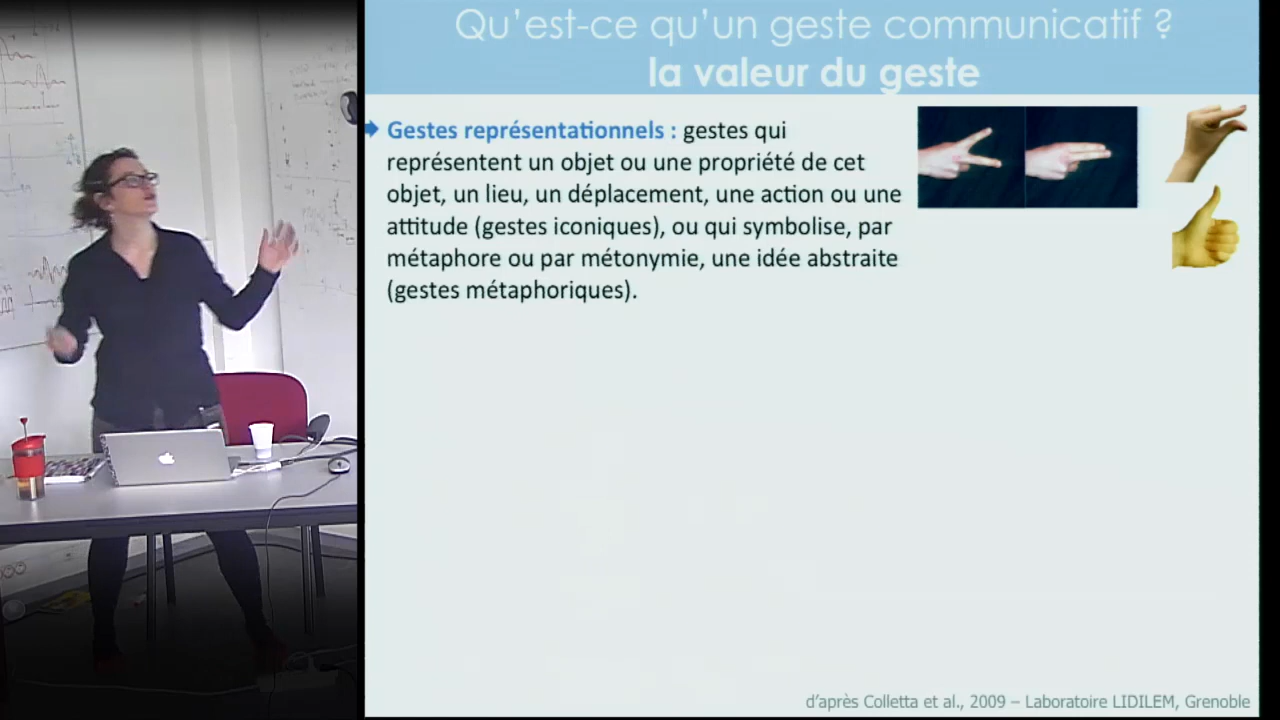 Qu'est-ce qu'un geste communicatif ?
la valeur du geste
Gestes représentationnels : gestes qui
représentent un objet ou une propriété de cet
objet, un lieu, un déplacement, une action ou une
attitude (gestes iconiques), ou qui symbolise, par
métaphore ou par métonymie, une idée abstraite
(gestes métaphoriques).
d'après Colletta et al., 2009 – Laboratoire LIDILEM, Grenoble